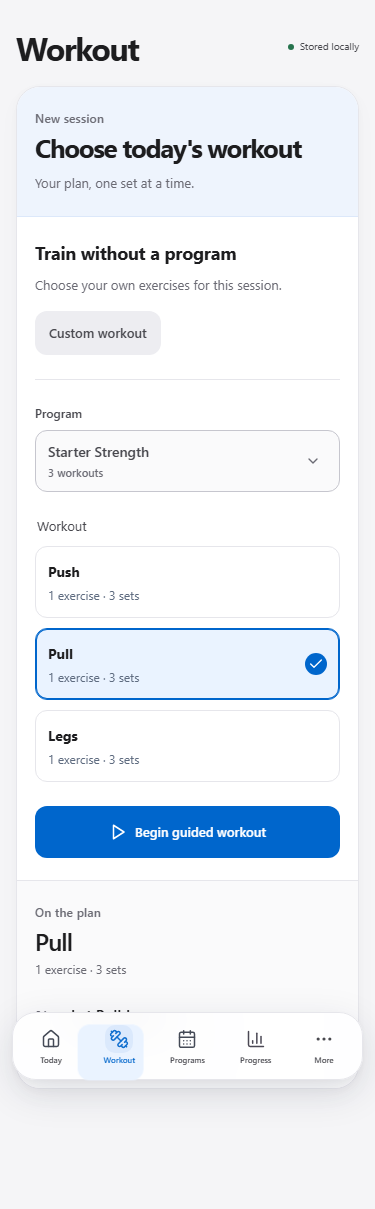 Workout
Stored locally
New session
Choose today's workout
Your plan, one set at a time.
Train without a program
Choose your own exercises for this session.
Custom workout
Program
Starter Strength
3 workouts
Workout
Push
1 exercise · 3 sets
Pull
1 exercise · 3 sets
Legs
1 exercise · 3 sets
Begin guided workout
On the plan
Pull
1 exercise · 3 sets
Today
Workout
Programs
Progress
More